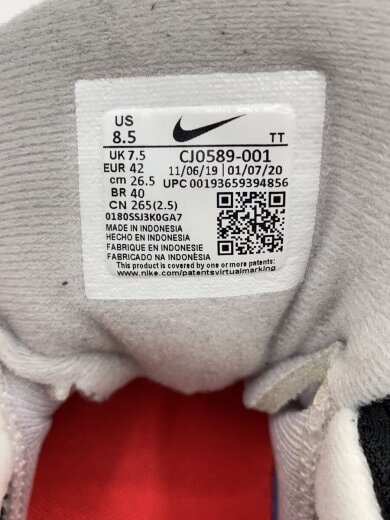 US
8.5
TT
UK 7.5
EUR 42
cm 26.5
BR 40
CN 265(2.5)
CJ0589-001
11/06/19 01/07/20
UPC 00193659394856
0180SSJ3K0GA7
MADE IN INDONESIA
HECHO EN INDONESIA
FABRIQUE EN INDONESIE
FABRICADO NA INDONÉSIA
This product is covered by one or more patents:
www.nike.com/patentsvirtualmarking